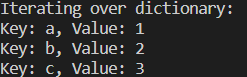 Iterating over dictionary:
Key: a, Value: 1
Key: b, Value: 2
Key: c, Value: 3